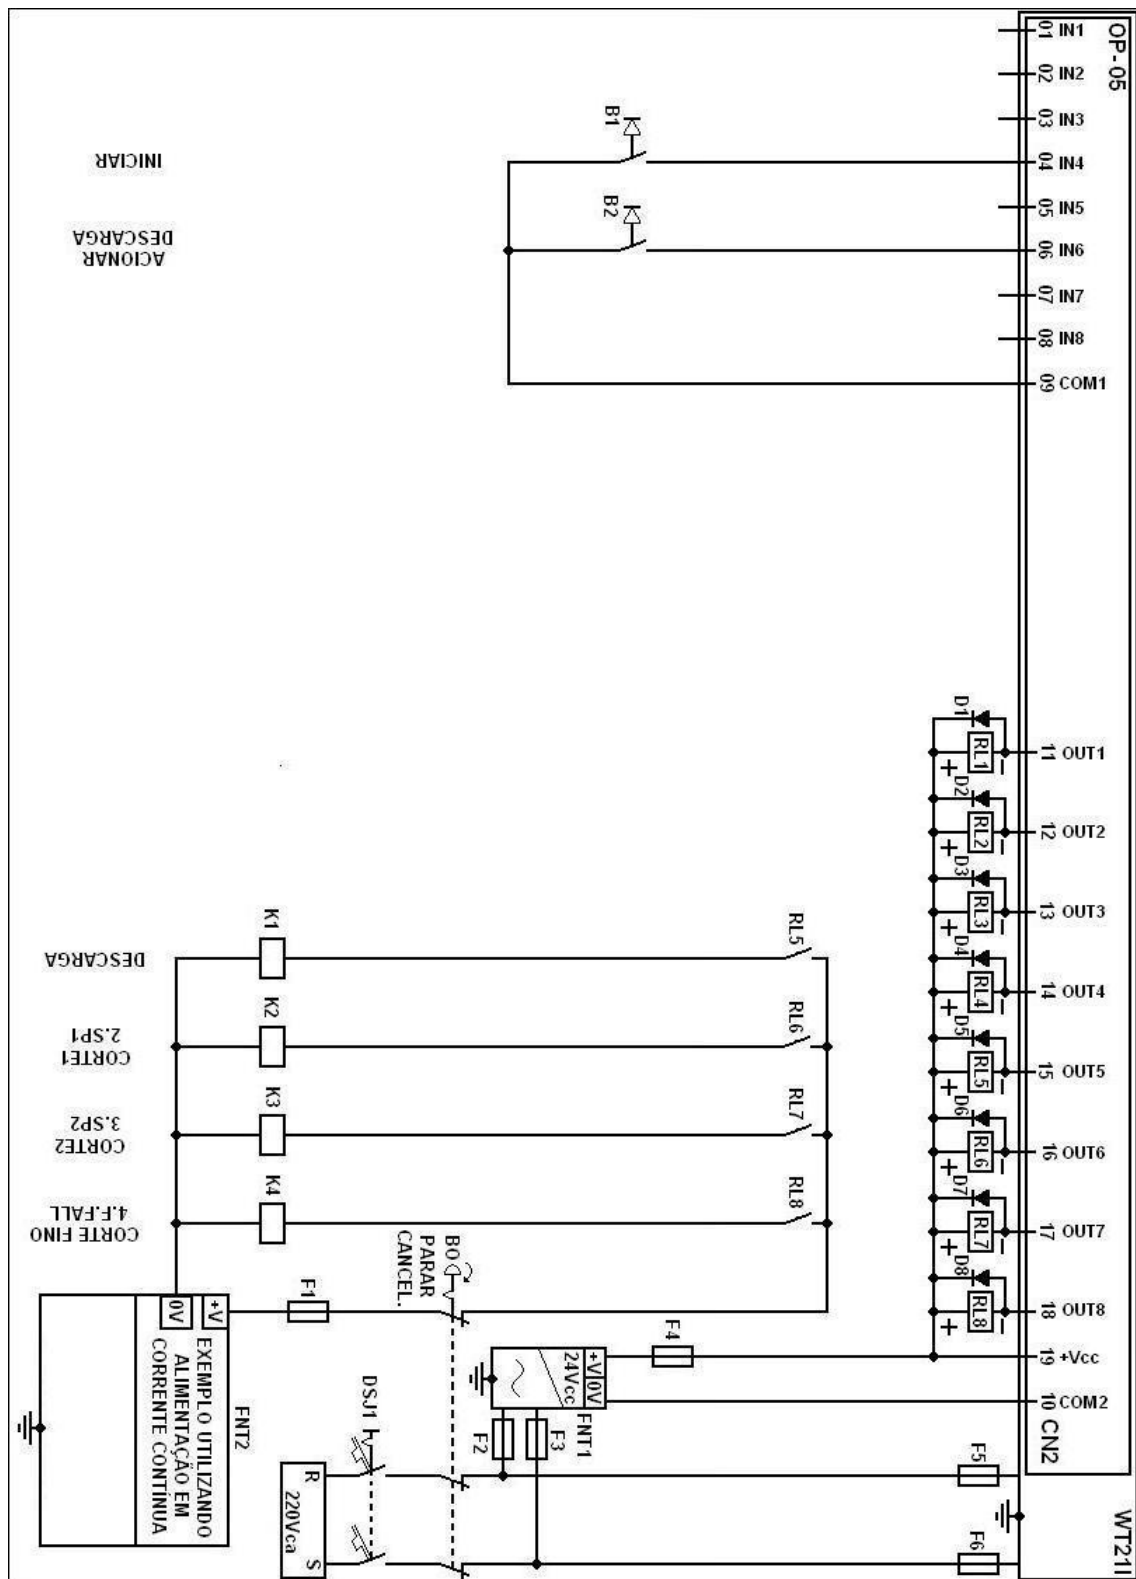 OP-05
01 IN1
02 IN2
03 IN3
04 IN4
05 IN5
06 IN6
07 IN7
08 IN8
09 COM1
B1
B2
INICIAR
ACIONAR
DESCARGA
11 OUT1
12 OUT2
13 OUT3
14 OUT4
15 OUT5
16 OUT6
17 OUT7
18 OUT8
19 +Vcc
10 COM2
CN2
WT21I
D1
RL1
+
-
D2
RL2
+
-
D3
RL3
+
-
D4
RL4
+
-
D5
RL5
+
-
D6
RL6
+
-
D7
RL7
+
-
D8
RL8
+
-
K1
RL5
DESCARGA
K2
RL6
CORTE1
2.SP1
K3
RL7
CORTE2
3.SP2
K4
RL8
CORTE FINO
4.F.FALL
BO
PARAR
CANCEL.
F1
F4
+V 0V
24Vcc
FNT1
F2
F3
F5
F6
DSJ1
R 220Vca S
+V
0V
EXEMPLO UTILIZANDO
ALIMENTAÇÃO EM
CORRENTE CONTÍNUA
FNT2